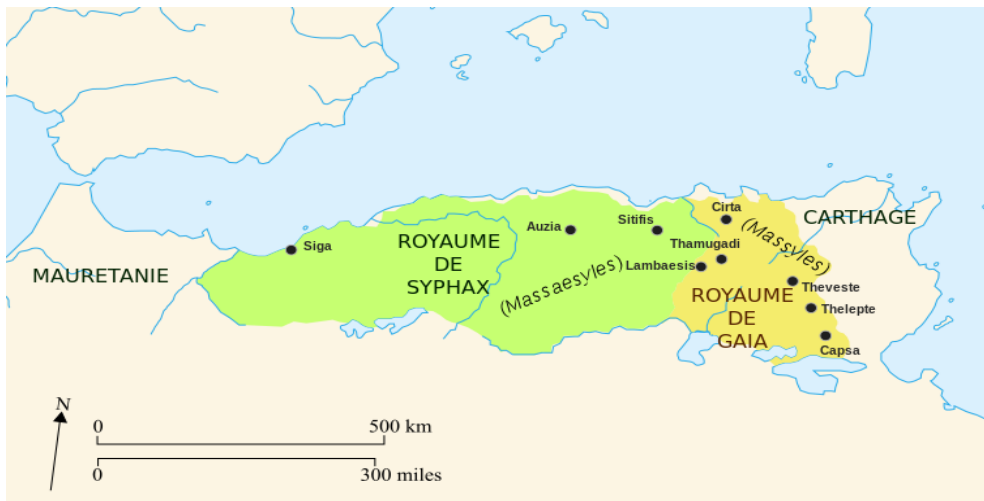 Cirta
CARTHAGE
Sitifis
Auzia
(Massyles)
Siga
ROYAUME
DE
SYPHAX
Thamugadi
MAURETANIE
Lambaesis
(Massaesyles)
Theveste
ROYAUME
DE
GAIA
Thelepte
Capsa
N
0 500 km
0 300 miles